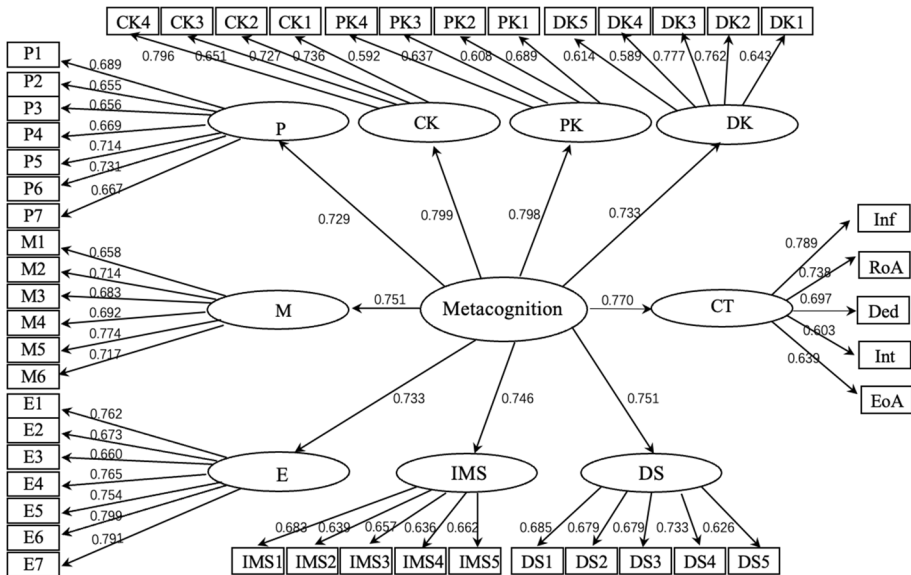 CK4 CK3 CK2 CK1 PK4 PK3 PK2 PK1 DK5 DK4 DK3 DK2 DK1
0.796 0.651 0.727 0.736 0.592 0.637 0.608 0.689 0.614 0.589 0.777 0.762 0.643
P1
0.689
P2
0.655
P3
0.656
P4
0.669
P5
0.714
P6
0.731
P7
0.667
P CK PK DK
0.729 0.799 0.798 0.733
M1
0.658
M2
0.714
M3
0.683
M4
0.692
M5
0.774
M6
0.717
M 0.751 Metacognition 0.770 CT
0.789 Inf
0.738 RoA
0.697 Ded
0.603 Int
0.639 EoA
0.733 0.746 0.751
E1
0.762
E2
0.673
E3
0.660
E4
0.765
E5
0.754
E6
0.799
E7
0.791
E IMS DS
0.683 0.639 0.657 0.636 0.662 0.685 0.679 0.679 0.733 0.626
IMS1 IMS2 IMS3 IMS4 IMS5 DS1 DS2 DS3 DS4 DS5